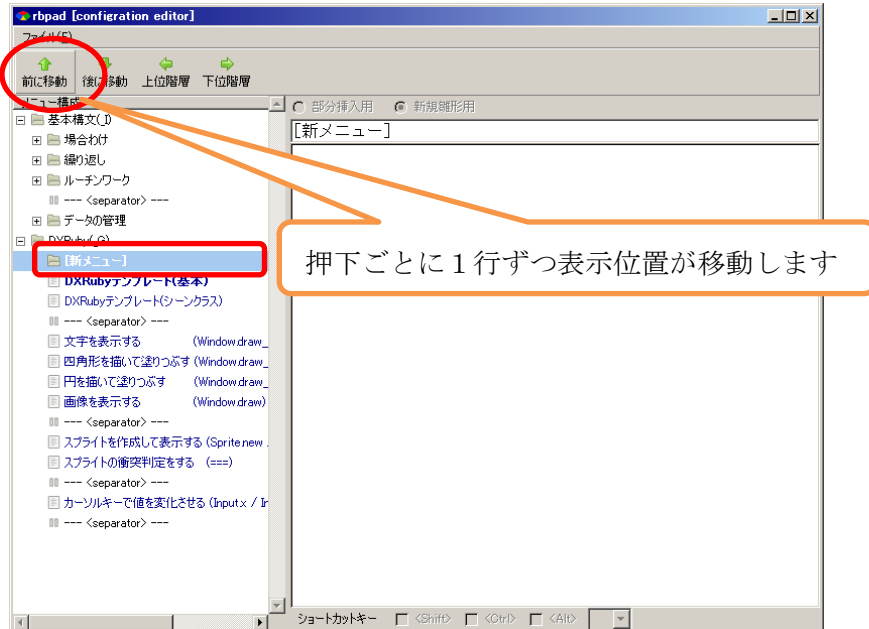 rbpad [configration editor]
ファイル(F)
前に移動 後に移動 上位階層 下位階層
メニュー構成
部分挿入用 新規雛形用
[新メニュー]
基本構文(J)
場合わけ
繰り返し
ルーチンワーク
--- <separator> ---
データの管理
DXRuby(G)
[新メニュー]
押下ごとに1行ずつ表示位置が移動します
DXRubyテンプレート(基本)
DXRubyテンプレート(シーンクラス)
--- <separator> ---
文字を表示する (Window.draw_
四角形を描いて塗りつぶす (Window.draw_
円を描いて塗りつぶす (Window.draw_
画像を表示する (Window.draw)
--- <separator> ---
スプライトを作成して表示する (Sprite.new
スプライトの衝突判定をする (===)
--- <separator> ---
カーソルキーで値を変化させる (Input.x / Ir
--- <separator> ---
ショートカットキー <Shift> <Ctrl> <Alt>